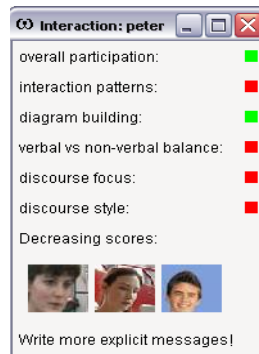 Interaction: peter
overall participation:
interaction patterns:
diagram building:
verbal vs non-verbal balance:
discourse focus:
discourse style:
Decreasing scores:
Write more explicit messages!